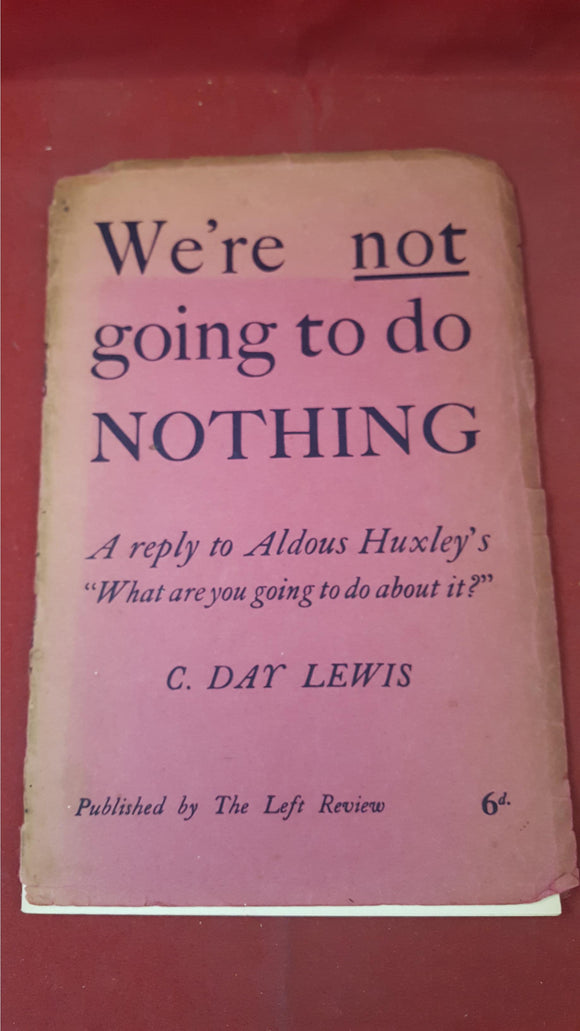 We're not
going to do
NOTHING
A reply to Aldous Huxley's
"What are you going to do about it?"
C. DAY LEWIS
Published by The Left Review 6d.